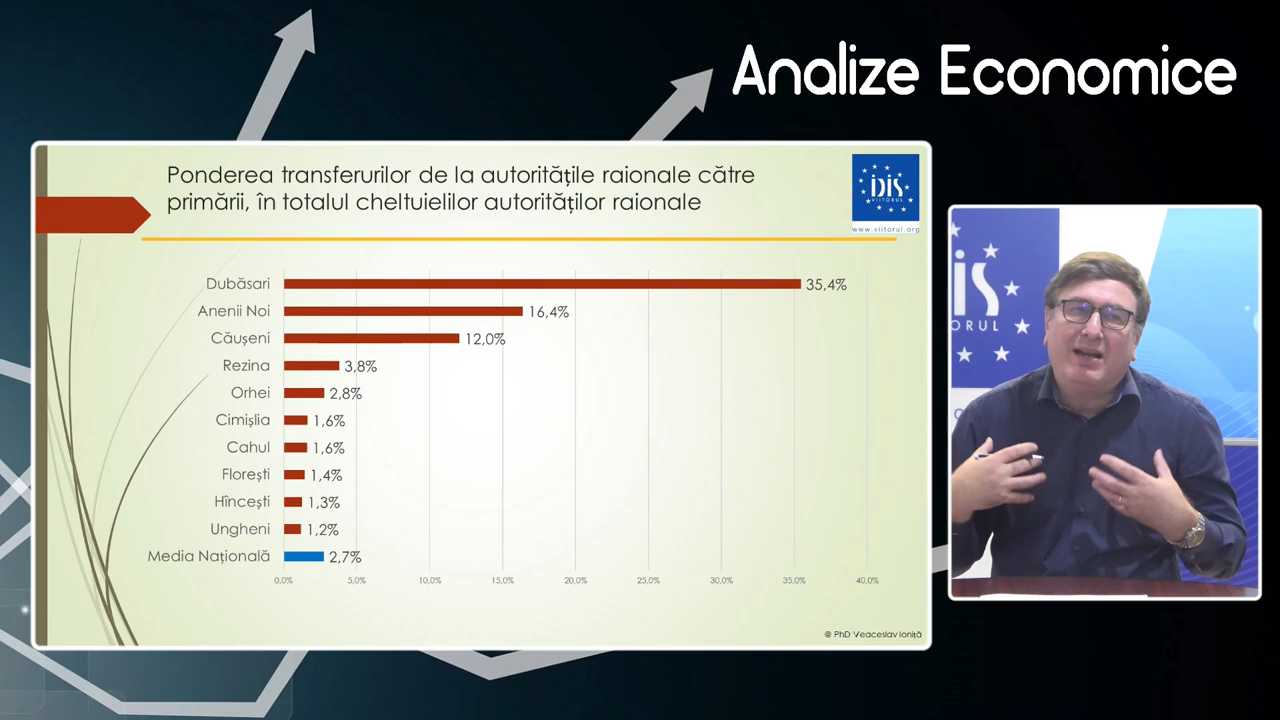 Analize Economice
Ponderea transferurilor de la autoritățile raionale către
primării, în totalul cheltuielilor autorităților raionale
IDIS
VIITORUL
www.viitorul.org
Dubăsari 35,4%
Anenii Noi 16,4%
Căușeni 12,0%
Rezina 3,8%
Orhei 2,8%
Cimișlia 1,6%
Cahul 1,6%
Florești 1,4%
Hîncești 1,3%
Ungheni 1,2%
Media Națională 2,7%
0,0% 5,0% 10,0% 15,0% 20,0% 25,0% 30,0% 35,0% 40,0%
@ PhD Veaceslav Ioniță
IS
ORUL